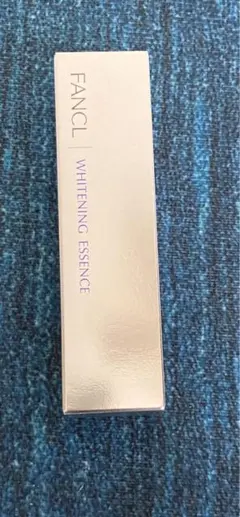 FANCL | WHITENING ESSENCE